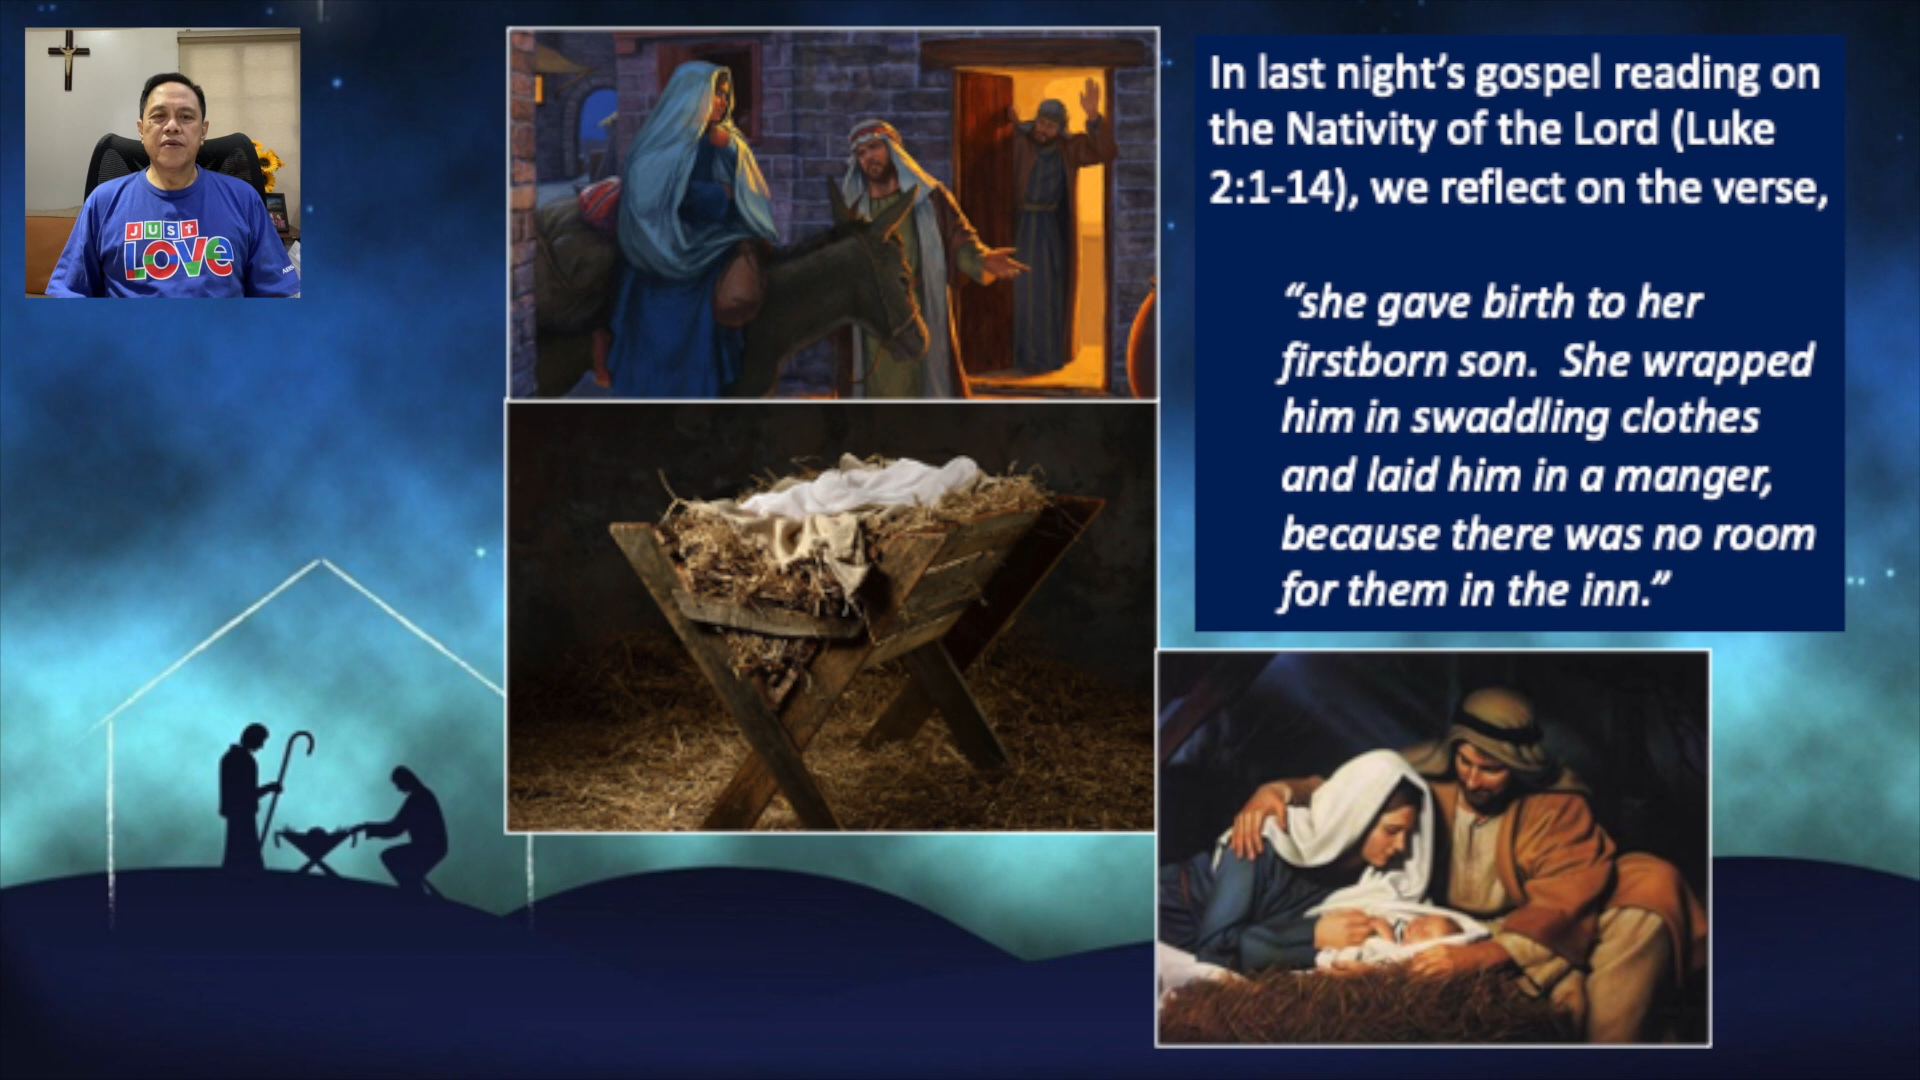 JUST
LOVE
In last night’s gospel reading on
the Nativity of the Lord (Luke
2:1-14), we reflect on the verse,
“she gave birth to her
firstborn son.  She wrapped
him in swaddling clothes
and laid him in a manger,
because there was no room
for them in the inn.”